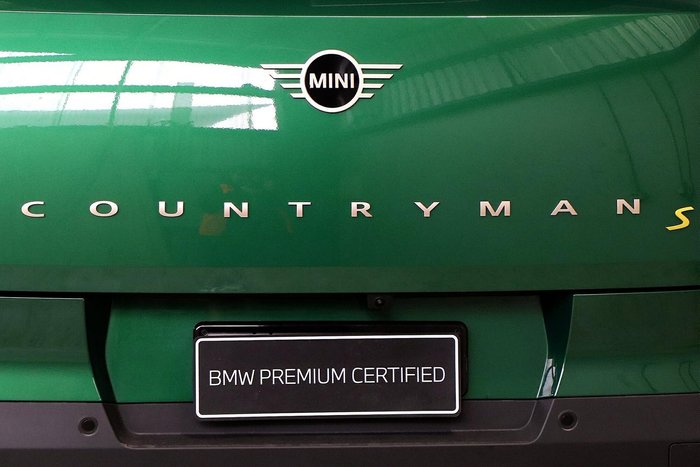 MINI
COUNTRYMAN S
BMW PREMIUM CERTIFIED